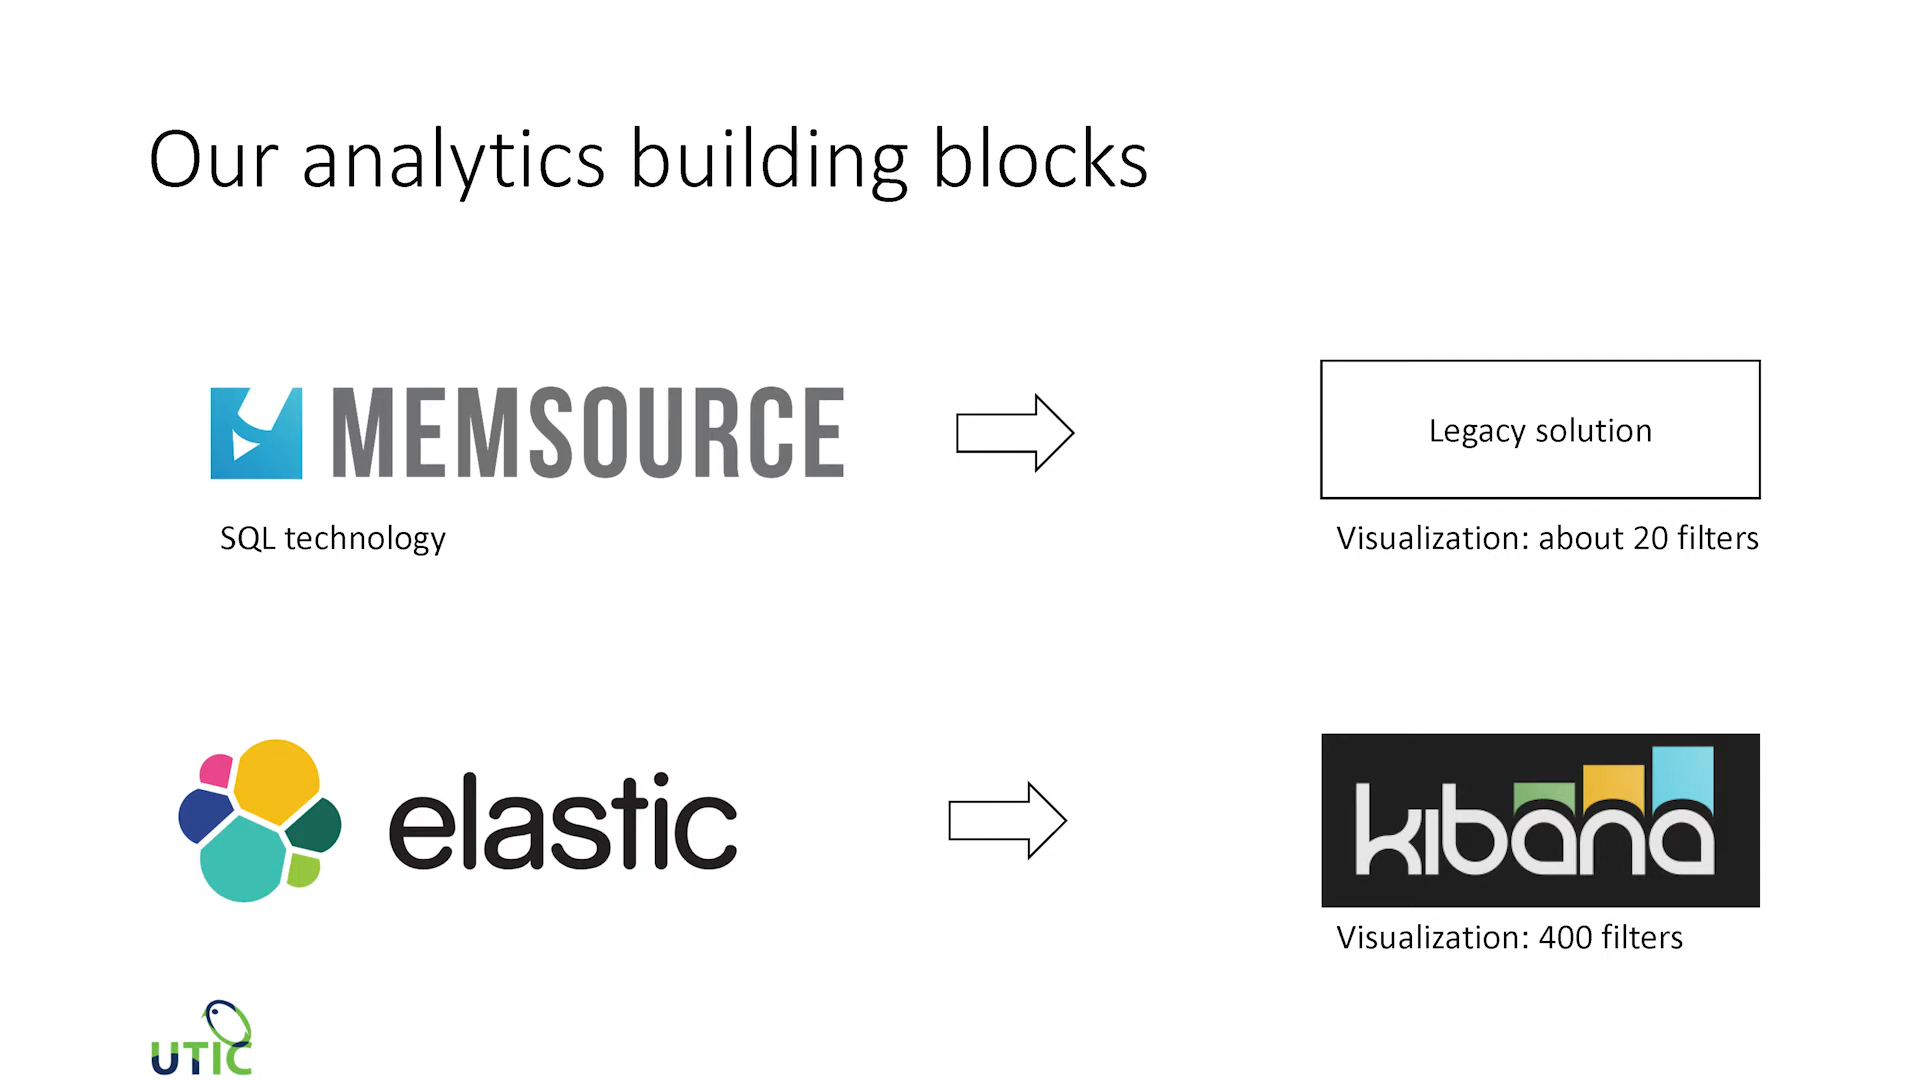 Our analytics building blocks
MEMSOURCE
Legacy solution
SQL technology
Visualization: about 20 filters
elastic
kibana
Visualization: 400 filters
UTIC